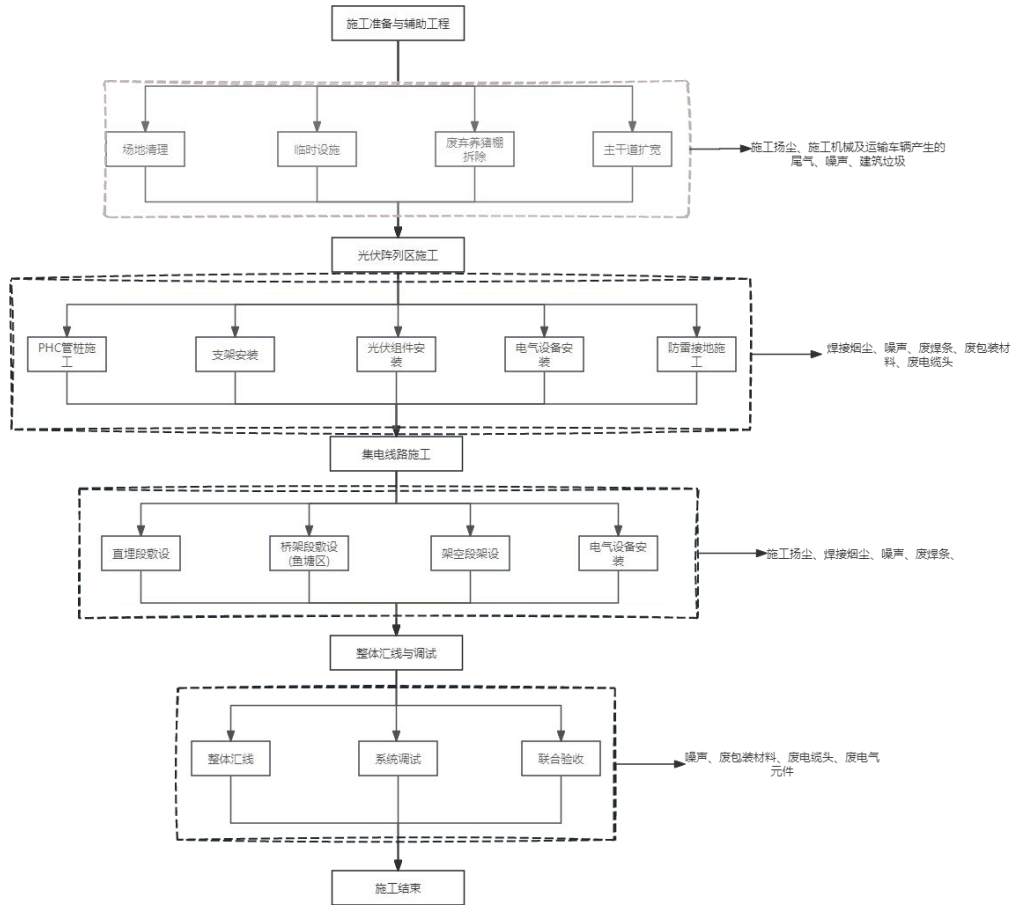 施工准备与辅助工程
场地清理
临时设施
废弃养猪棚
拆除
主干道扩宽
施工扬尘、施工机械及运输车辆产生的
尾气、噪声、建筑垃圾
光伏阵列区施工
PHC管桩施
工
支架安装
光伏组件安
装
电气设备安
装
防雷接地施
工
焊接烟尘、噪声、废焊条、废包装材
料、废电缆头
集电线路施工
直埋段敷设
桥架段敷设
(鱼塘区)
架空段架设
电气设备安
装
施工扬尘、焊接烟尘、噪声、废焊条、
整体汇线与调试
整体汇线
系统调试
联合验收
噪声、废包装材料、废电缆头、废电气
元件
施工结束